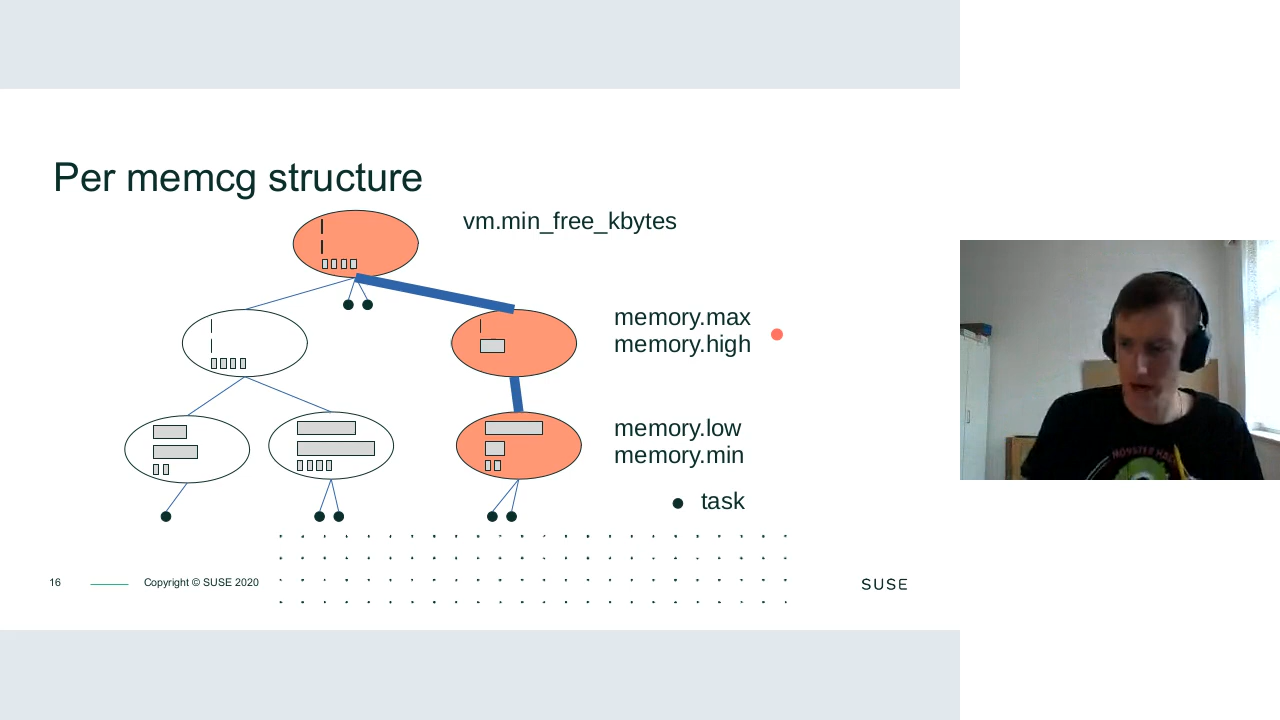 Per memcg structure
vm.min_free_kbytes
memory.max
memory.high
memory.low
memory.min
task
16
Copyright © SUSE 2020
SUSE